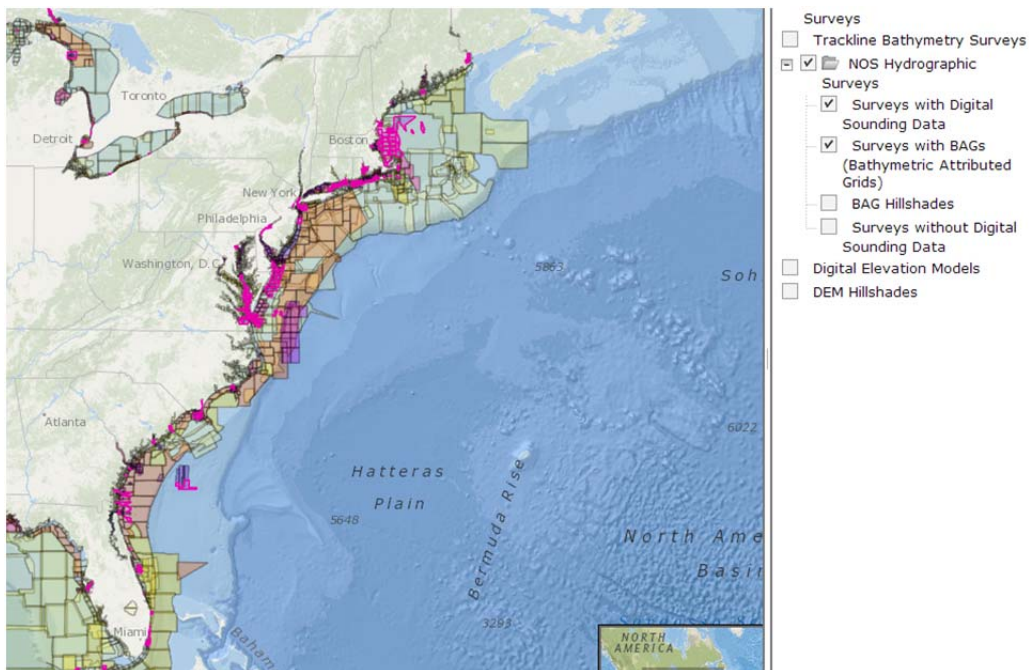 Toronto
Detroit
Boston
New York
Philadelphia
Washington, D.C.
5863
Soh
Atlanta
6022
Hatteras
Plain
Bermuda Rise
5648
North Ame
Basin
3293
Miami
Baham
NORTH
AMERICA
Surveys
Trackline Bathymetry Surveys
NOS Hydrographic
Surveys
Surveys with Digital
Sounding Data
Surveys with BAGs
(Bathymetric Attributed
Grids)
BAG Hillshades
Surveys without Digital
Sounding Data
Digital Elevation Models
DEM Hillshades